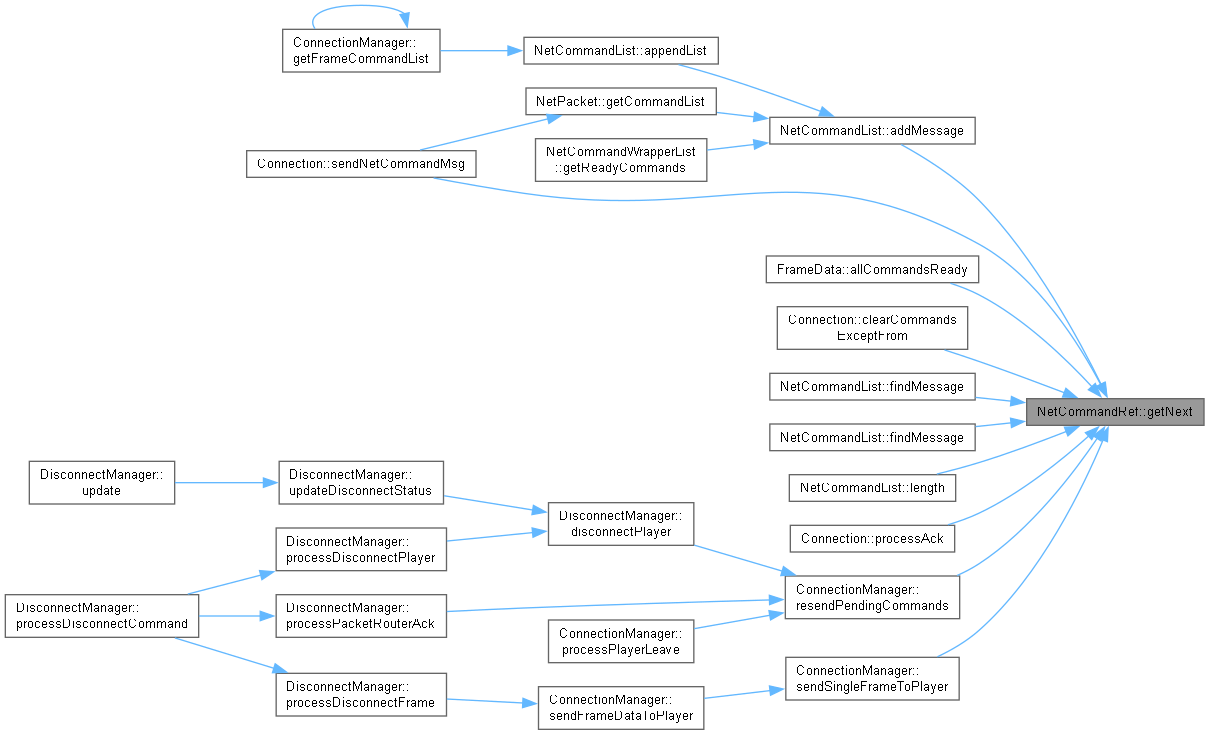 ConnectionManager::
getFrameCommandList
NetCommandList::appendList
NetPacket::getCommandList
NetCommandList::addMessage
NetCommandWrapperList
::getReadyCommands
Connection::sendNetCommandMsg
FrameData::allCommandsReady
Connection::clearCommands
ExceptFrom
NetCommandList::findMessage
NetCommandRef::getNext
NetCommandList::findMessage
DisconnectManager::
update
DisconnectManager::
updateDisconnectStatus
NetCommandList::length
DisconnectManager::
disconnectPlayer
Connection::processAck
DisconnectManager::
processDisconnectPlayer
ConnectionManager::
resendPendingCommands
DisconnectManager::
processDisconnectCommand
DisconnectManager::
processPacketRouterAck
ConnectionManager::
processPlayerLeave
ConnectionManager::
sendSingleFrameToPlayer
DisconnectManager::
processDisconnectFrame
ConnectionManager::
sendFrameDataToPlayer